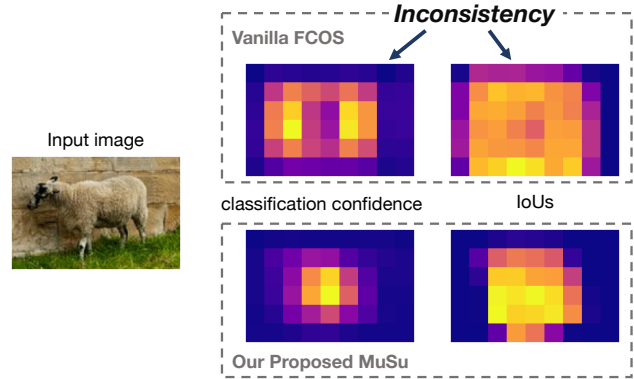 Inconsistency
Vanilla FCOS
Input image
classification confidence
IoUs
Our Proposed MuSu